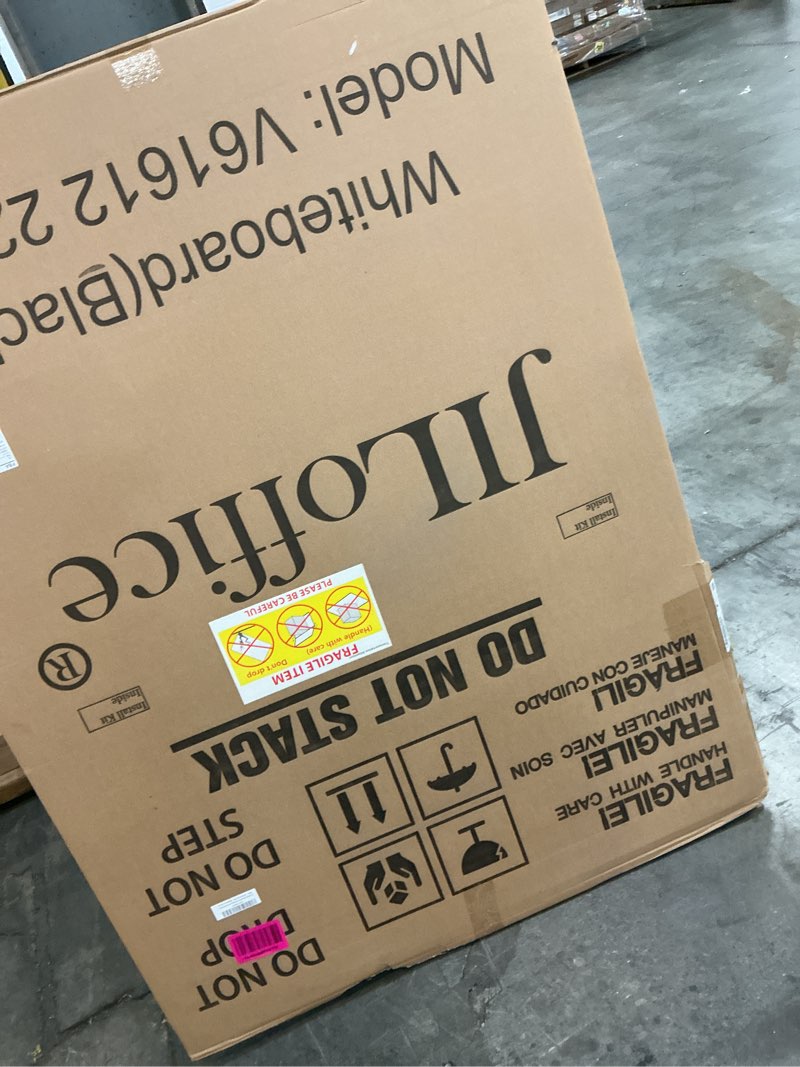 FRAGILE!
HANDLE WITH CARE
FRAGILE!
MANIPULER AVEC SOIN
FRÁGIL!
MANEJE CON CUIDADO
DO NOT
DROP
DO NOT
STEP
DO NOT STACK
FRAGILE ITEM
(Handle with care) Don't drop
PLEASE BE CAREFUL
Install Kit
Inside
Install Kit
Inside
JILoffice®
Whiteboard(Blac
Model: V61612 22